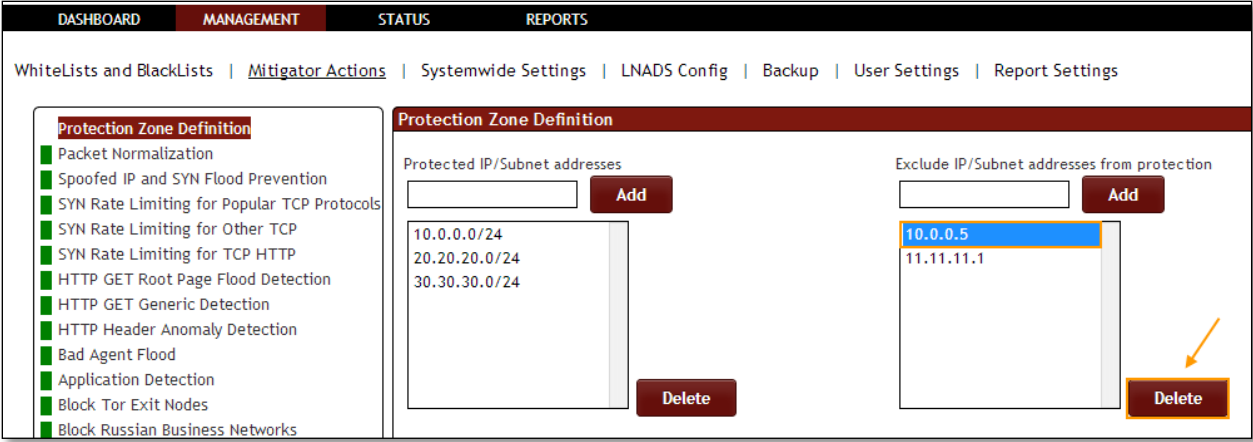 DASHBOARD MANAGEMENT STATUS REPORTS
WhiteLists and BlackLists | Mitigator Actions | Systemwide Settings | LNADS Config | Backup | User Settings | Report Settings
Protection Zone Definition
Packet Normalization
Spoofed IP and SYN Flood Prevention
SYN Rate Limiting for Popular TCP Protocols
SYN Rate Limiting for Other TCP
SYN Rate Limiting for TCP HTTP
HTTP GET Root Page Flood Detection
HTTP GET Generic Detection
HTTP Header Anomaly Detection
Bad Agent Flood
Application Detection
Block Tor Exit Nodes
Block Russian Business Networks
Protection Zone Definition
Protected IP/Subnet addresses
Add
10.0.0.0/24
20.20.20.0/24
30.30.30.0/24
Delete
Exclude IP/Subnet addresses from protection
Add
10.0.0.5
11.11.11.1
Delete